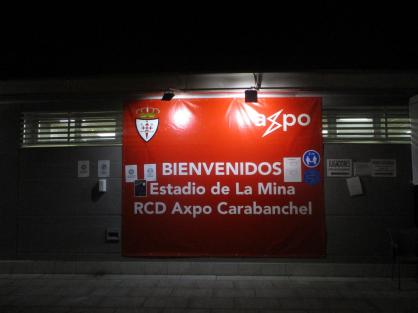 axpo
BIENVENIDOS
Estadio de La Mina
RCD Axpo Carabanchel